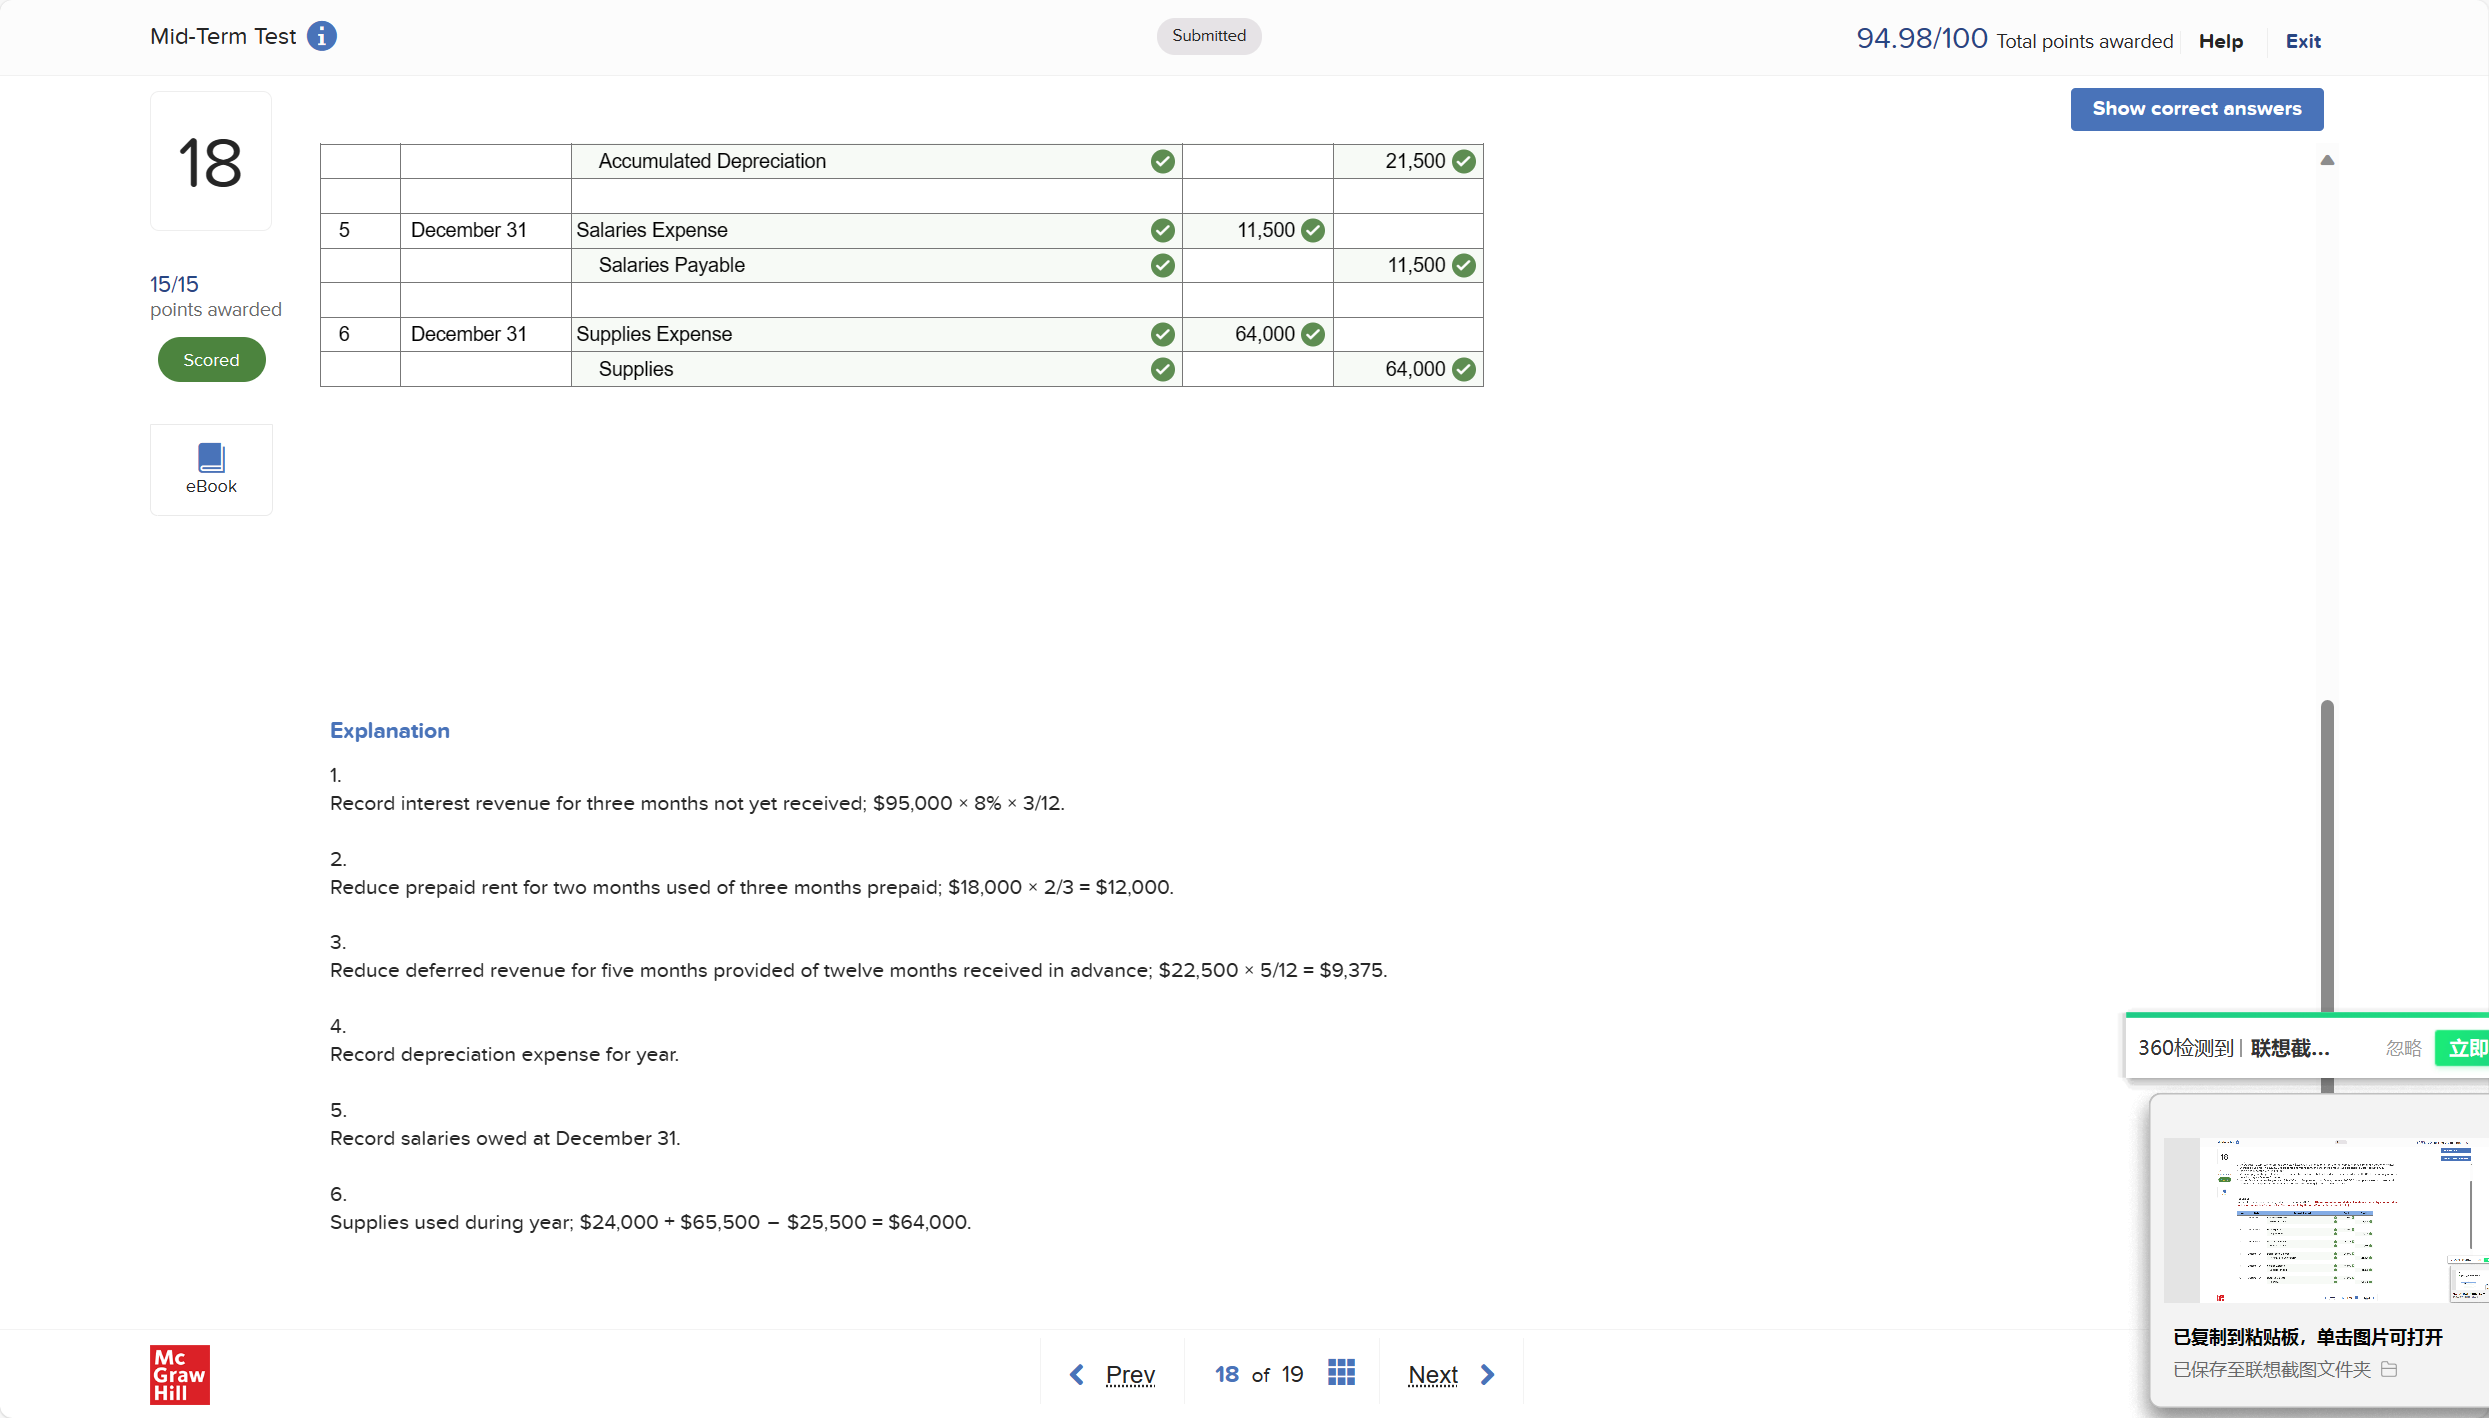 Mid-Term Test
Submitted
94.98/100 Total points awarded
Help
Exit
Show correct answers
18
15/15
points awarded
Scored
eBook
Accumulated Depreciation 21,500
5 December 31 Salaries Expense 11,500
Salaries Payable 11,500
6 December 31 Supplies Expense 64,000
Supplies 64,000
Explanation
1.
Record interest revenue for three months not yet received; $95,000 × 8% × 3/12.
2.
Reduce prepaid rent for two months used of three months prepaid; $18,000 × 2/3 = $12,000.
3.
Reduce deferred revenue for five months provided of twelve months received in advance; $22,500 × 5/12 = $9,375.
4.
Record depreciation expense for year.
5.
Record salaries owed at December 31.
6.
Supplies used during year; $24,000 + $65,500 – $25,500 = $64,000.
360检测到 | 联想截... 忽略 立即
18
已复制到粘贴板，单击图片可打开
已保存至联想截图文件夹
Mc
Graw
Hill
Prev
18 of 19
Next